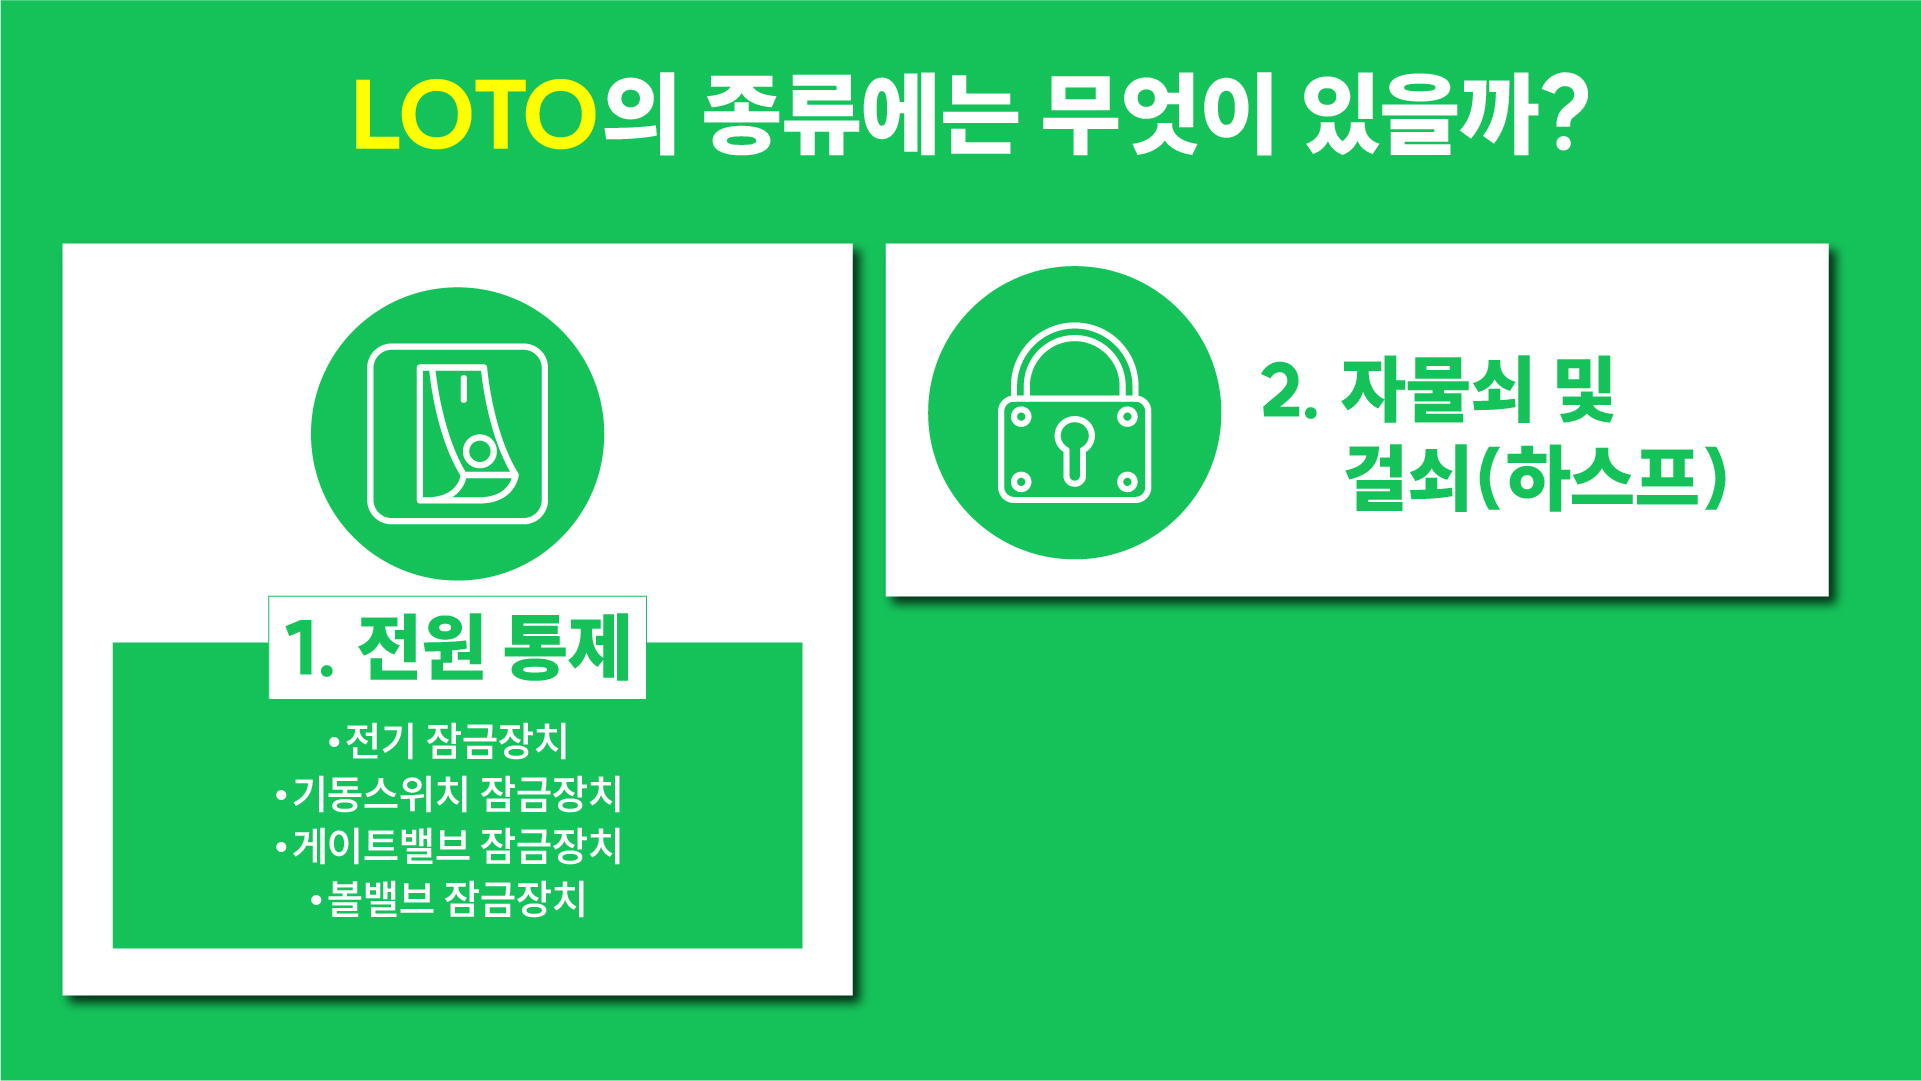 LOTO의 종류에는 무엇이 있을까?
1. 전원 통제
•전기 잠금장치
•기동스위치 잠금장치
•게이트밸브 잠금장치
•볼밸브 잠금장치
2. 자물쇠 및
걸쇠(하스프)